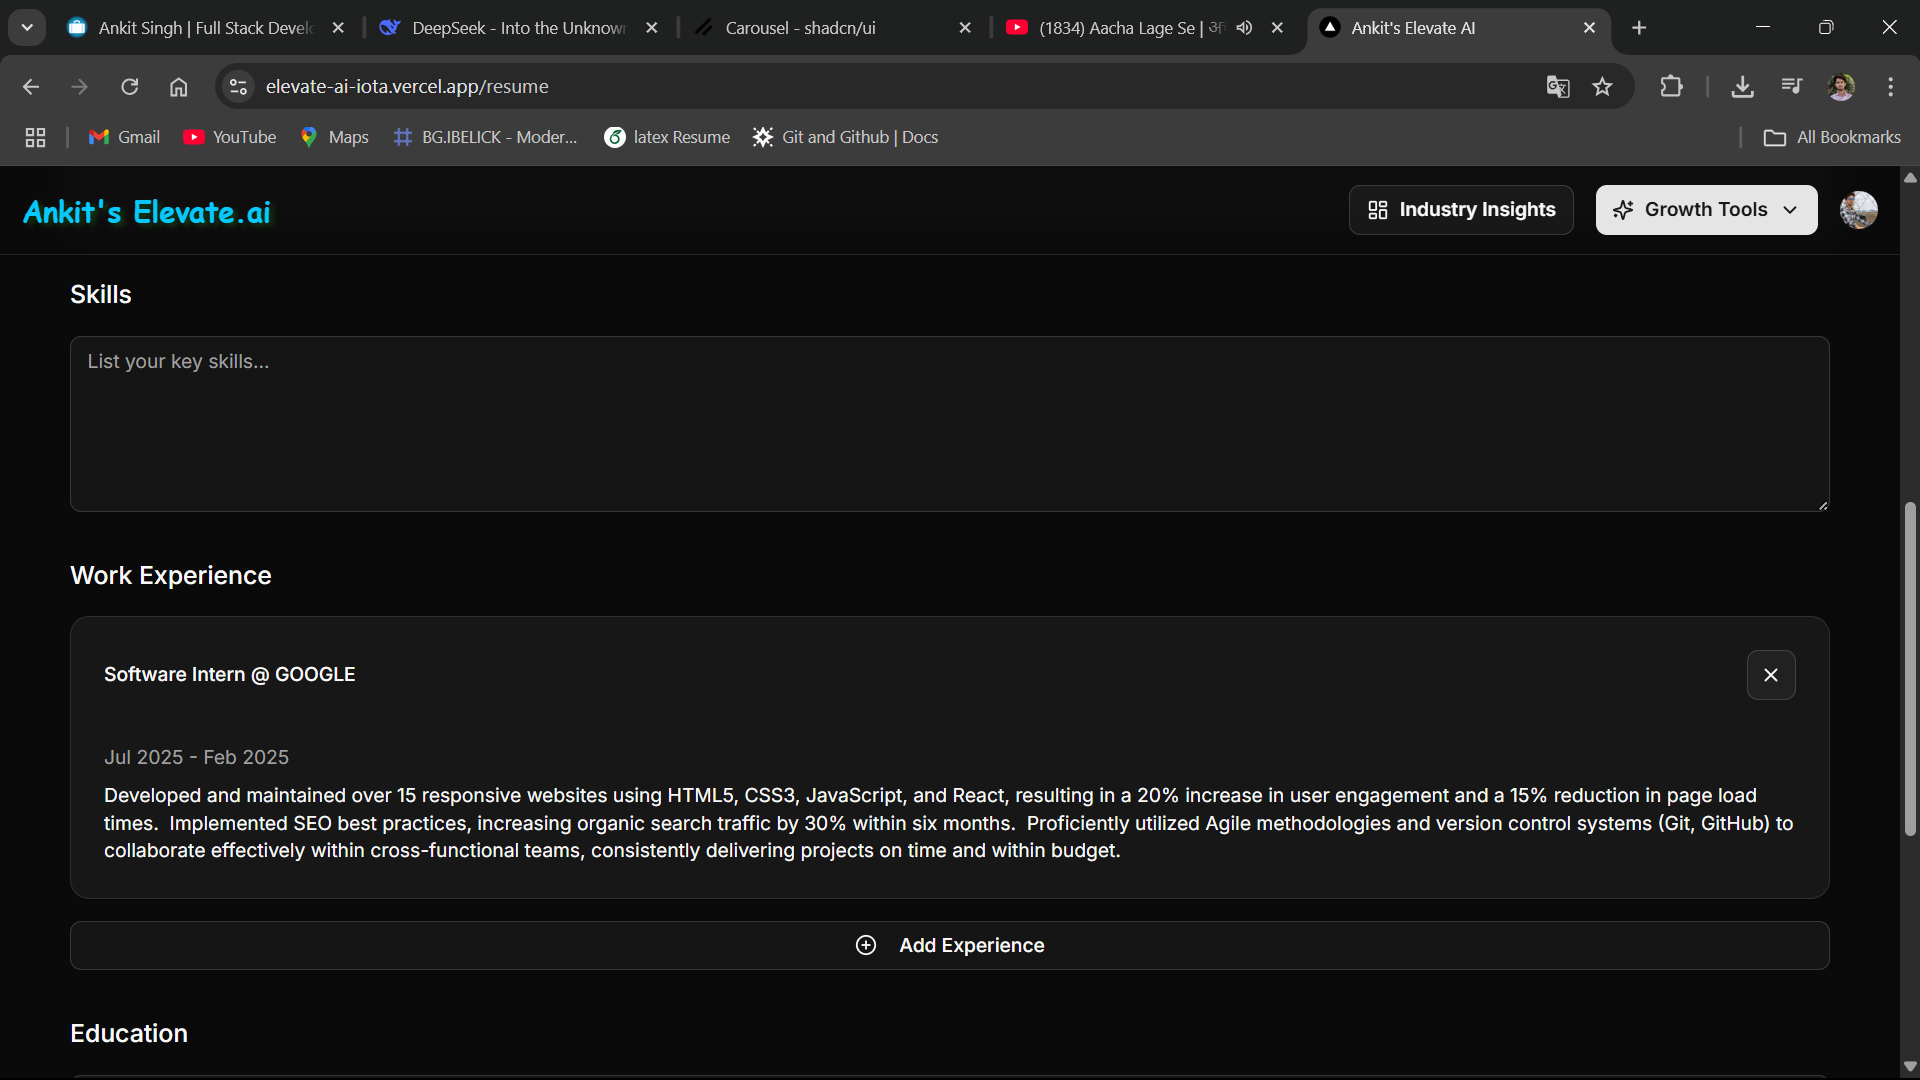 Ankit Singh | Full Stack Develo
DeepSeek - Into the Unknown
Carousel - shadcn/ui
(1834) Aacha Lage Se |
Ankit's Elevate AI
elevate-ai-iota.vercel.app/resume
Gmail
YouTube
Maps
BG.IBELICK - Moder...
latex Resume
Git and Github | Docs
All Bookmarks
Ankit's Elevate.ai
Industry Insights
Growth Tools
Skills
List your key skills...
Work Experience
Software Intern @ GOOGLE
Jul 2025 - Feb 2025
Developed and maintained over 15 responsive websites using HTML5, CSS3, JavaScript, and React, resulting in a 20% increase in user engagement and a 15% reduction in page load
times.  Implemented SEO best practices, increasing organic search traffic by 30% within six months.  Proficiently utilized Agile methodologies and version control systems (Git, GitHub) to
collaborate effectively within cross-functional teams, consistently delivering projects on time and within budget.
Add Experience
Education